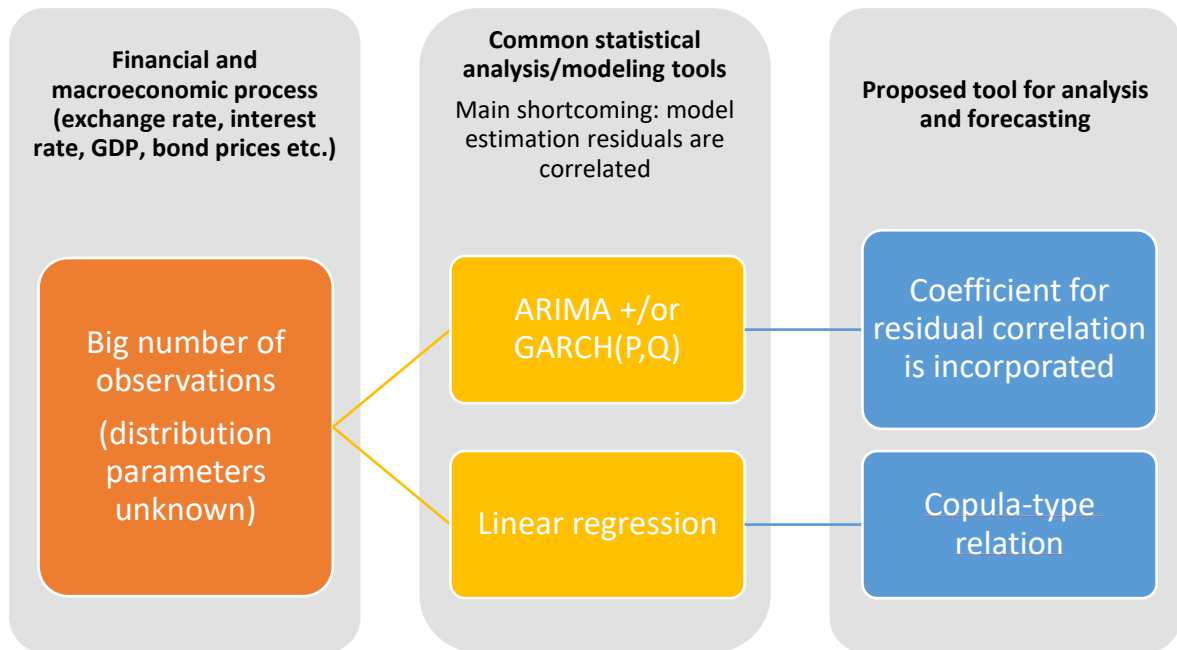 Financial and
macroeconomic process
(exchange rate, interest
rate, GDP, bond prices etc.)
Big number of
observations
(distribution
parameters
unknown)
Common statistical
analysis/modeling tools
Main shortcoming: model
estimation residuals are
correlated
ARIMA +/or
GARCH(P,Q)
Linear regression
Proposed tool for analysis
and forecasting
Coefficient for
residual correlation
is incorporated
Copula-type
relation